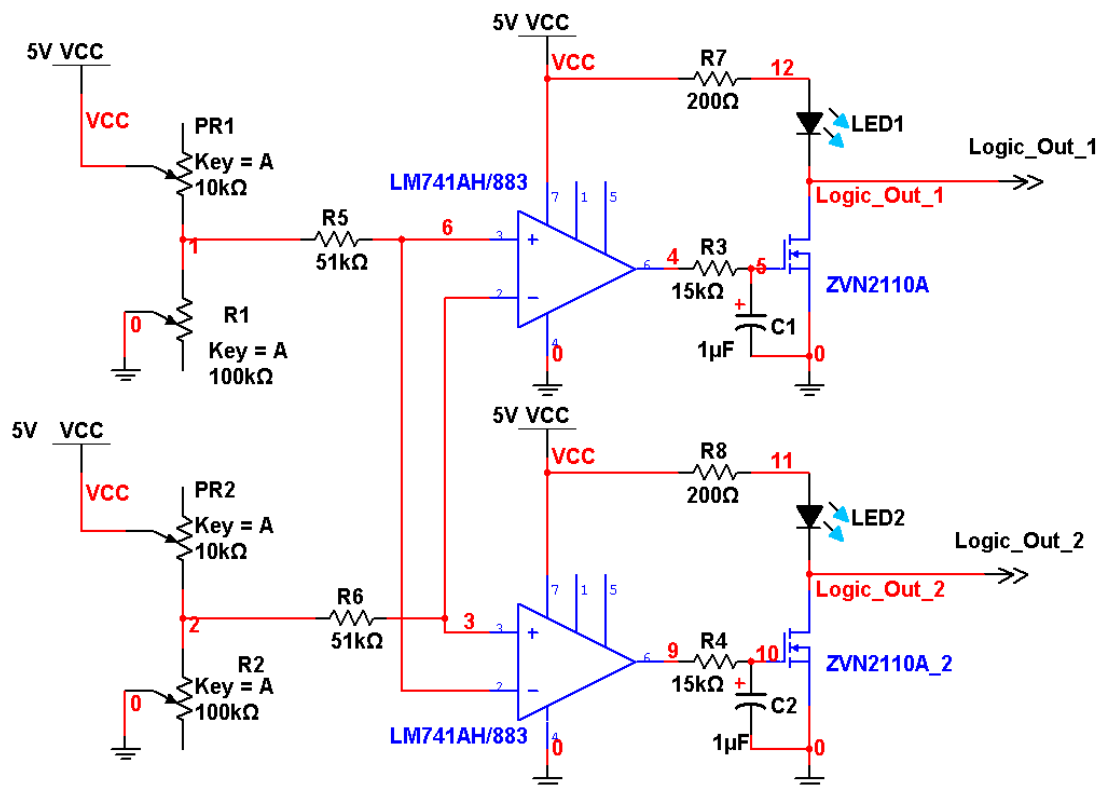 5V VCC
VCC
PR1
Key = A
10kΩ
1
R5
51kΩ
R1
Key = A
100kΩ
0
5V VCC
VCC
R7
200Ω
12
LED1
Logic_Out_1
Logic_Out_1
LM741AH/883
7
1
5
6
3
+
2
−
6
4
0
4
R3
15kΩ
5
+
C1
1µF
ZVN2110A
0
5V VCC
VCC
PR2
Key = A
10kΩ
2
R6
51kΩ
R2
Key = A
100kΩ
0
5V VCC
VCC
R8
200Ω
11
LED2
Logic_Out_2
Logic_Out_2
7
1
5
3
3
+
2
−
6
4
0
LM741AH/883
9
R4
15kΩ
10
+
C2
1µF
ZVN2110A_2
0